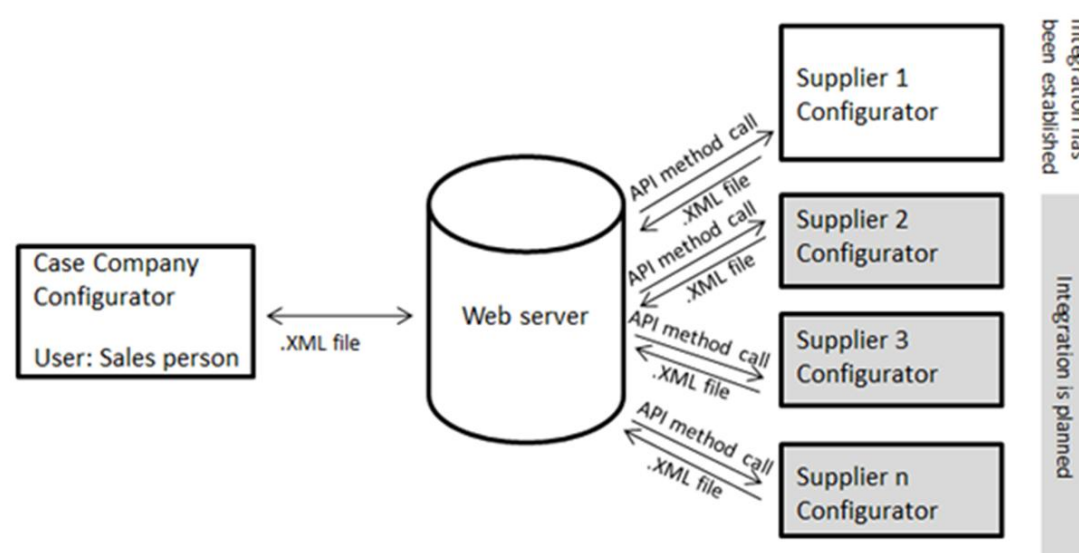 Case Company
Configurator
User: Sales person
.XML file
Web server
API method call
.XML file
API method call
.XML file
API method call
.XML file
API method call
.XML file
Supplier 1
Configurator
Supplier 2
Configurator
Supplier 3
Configurator
Supplier n
Configurator
Integration has
been established
Integration is planned